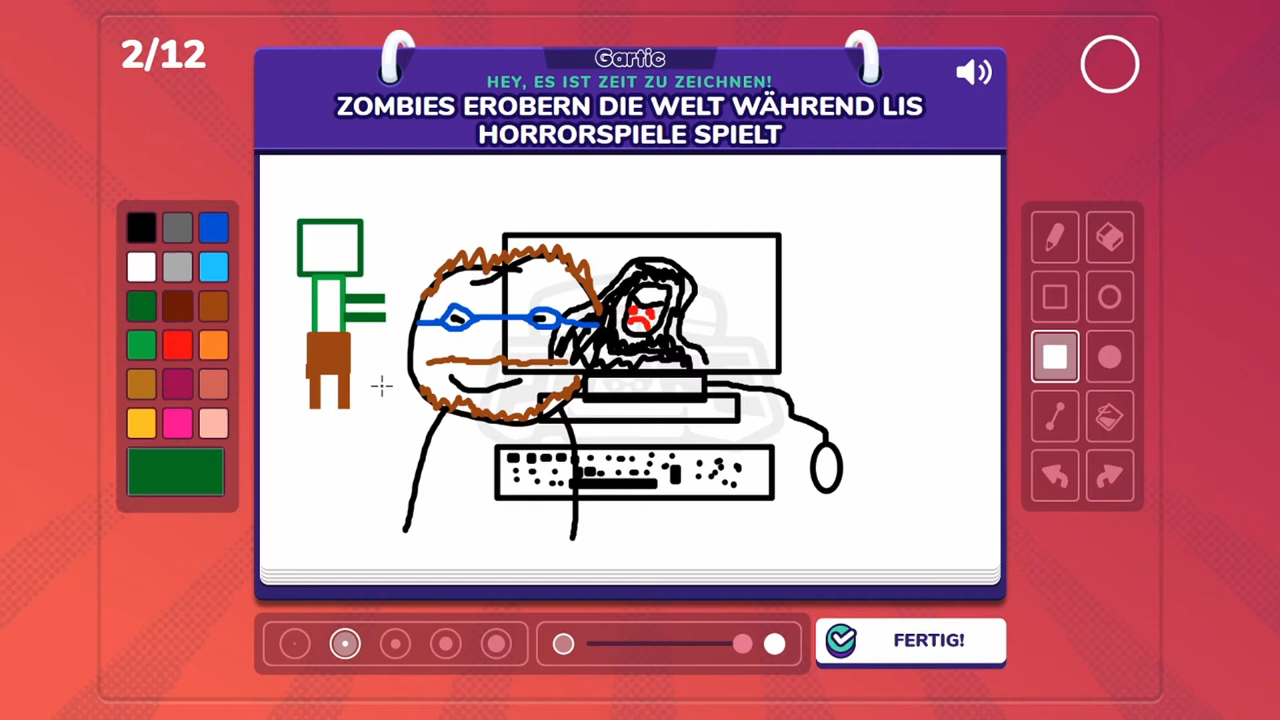 2/12
Gartic
HEY, ES IST ZEIT ZU ZEICHNEN!
ZOMBIES EROBERN DIE WELT WÄHREND LIS
HORRORSPIELE SPIELT
FERTIG!